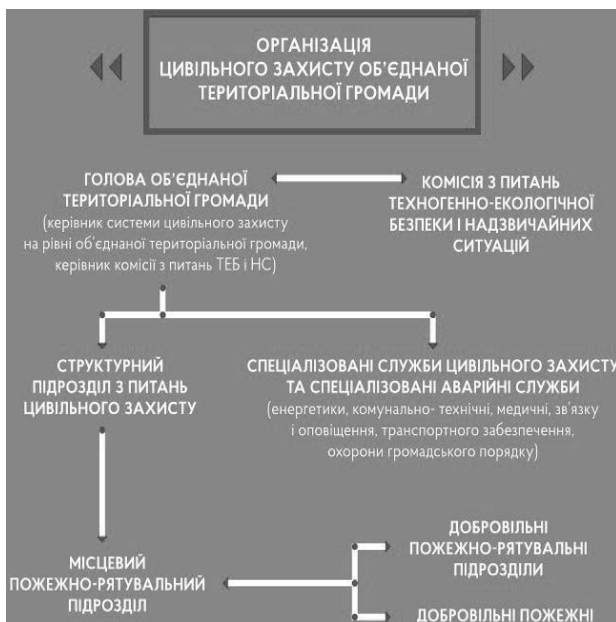 ОРГАНІЗАЦІЯ
ЦИВІЛЬНОГО ЗАХИСТУ ОБ’ЄДНАНОЇ
ТЕРИТОРІАЛЬНОЇ ГРОМАДИ
ГОЛОВА ОБ’ЄДНАНОЇ
ТЕРИТОРІАЛЬНОЇ ГРОМАДИ
(керівник системи цивільного захисту
на рівні об’єднаної територіальної громади,
керівник комісії з питань ТЕБ і НС)
КОМІСІЯ З ПИТАНЬ
ТЕХНОГЕННО-ЕКОЛОГІЧНОЇ
БЕЗПЕКИ І НАДЗВИЧАЙНИХ
СИТУАЦІЙ
СТРУКТУРНИЙ
ПІДРОЗДІЛ З ПИТАНЬ
ЦИВІЛЬНОГО ЗАХИСТУ
СПЕЦІАЛІЗОВАНІ СЛУЖБИ ЦИВІЛЬНОГО ЗАХИСТУ
ТА СПЕЦІАЛІЗОВАНІ АВАРІЙНІ СЛУЖБИ
(енергетики, комунально- технічні, медичні, зв’язку
і оповіщення, транспортного забезпечення,
охорони громадського порядку)
МІСЦЕВИЙ
ПОЖЕЖНО-РЯТУВАЛЬНИЙ
ПІДРОЗДІЛ
ДОБРОВІЛЬНІ
ПОЖЕЖНО-РЯТУВАЛЬНІ
ПІДРОЗДІЛИ
ДОБРОВІЛЬНІ ПОЖЕЖНІ